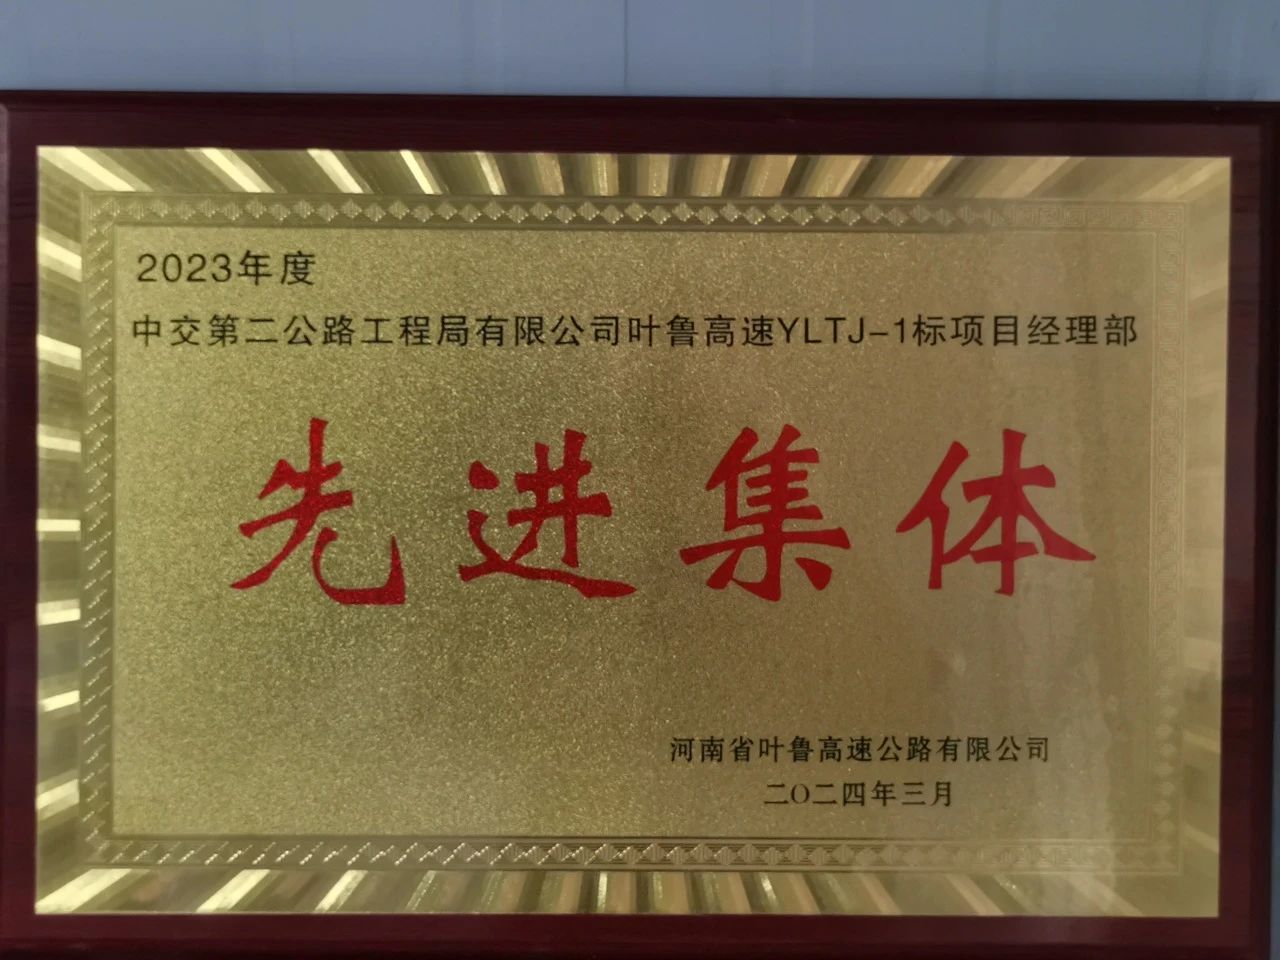 2023年度
中交第二公路工程局有限公司叶鲁高速YLTJ-1标项目经理部
先进集体
河南省叶鲁高速公路有限公司
二〇二四年三月